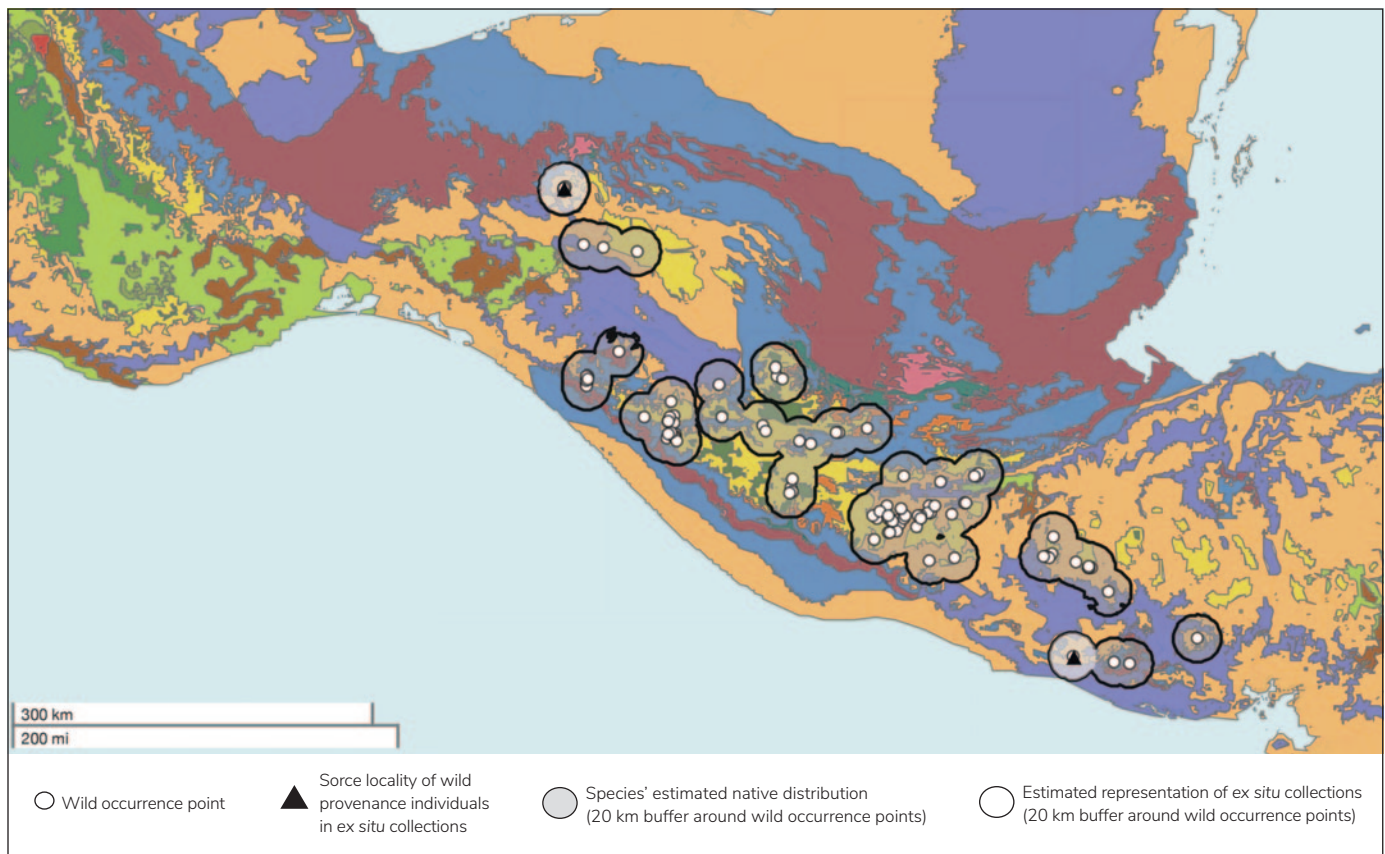 300 km
200 mi
Wild occurrence point
Sorce locality of wild
provenance individuals
in ex situ collections
Species' estimated native distribution
(20 km buffer around wild occurrence points)
Estimated representation of ex situ collections
(20 km buffer around wild occurrence points)